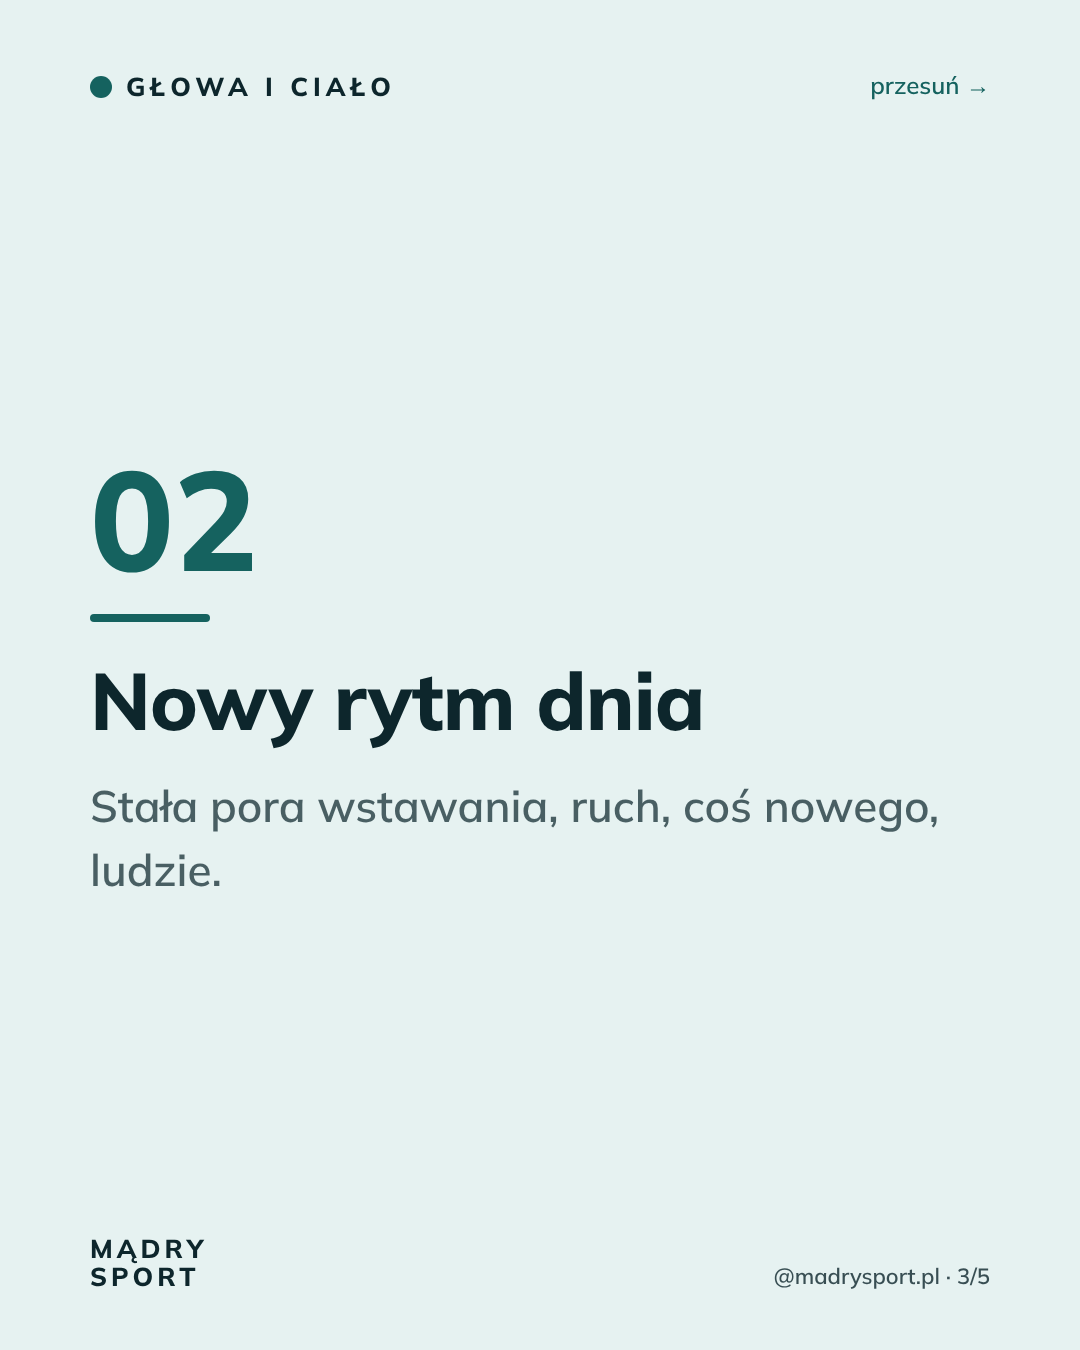 GŁOWA I CIAŁO
przesuń →
02
Nowy rytm dnia
Stała pora wstawania, ruch, coś nowego,
ludzie.
MĄDRY
SPORT
@madrysport.pl · 3/5